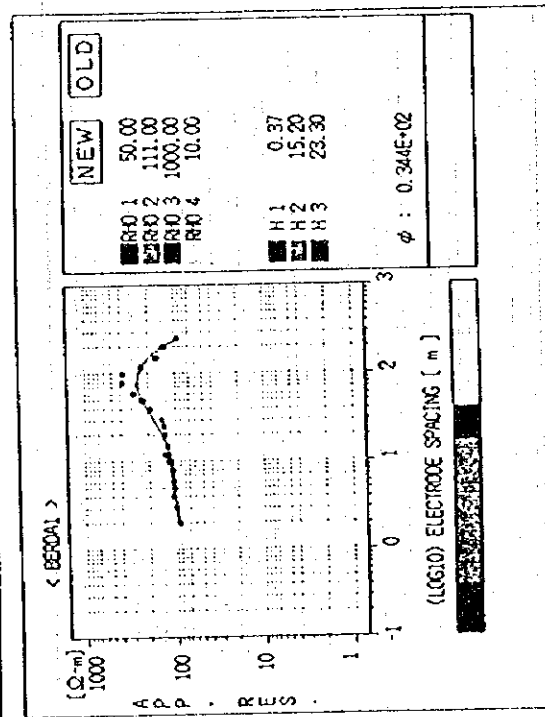 < BERDA1 >
[Ω-m]
1000
100
10
1
APP. RES.
-1 0 1 2 3
(LOG10) ELECTRODE SPACING [ m ]
NEW OLD
RHO 1 50.00
RHO 2 111.00
RHO 3 1000.00
RHO 4 10.00
H 1 0.37
H 2 15.20
H 3 23.30
φ : 0.344E+02